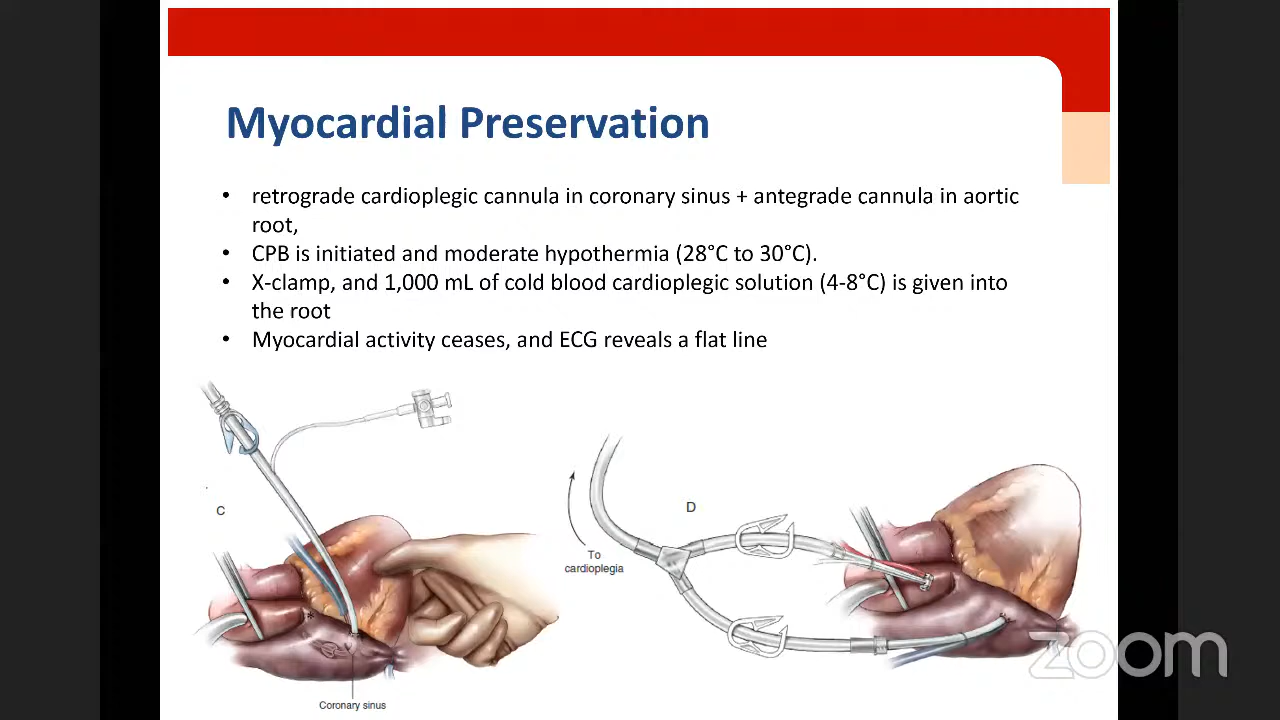 Myocardial Preservation
• retrograde cardioplegic cannula in coronary sinus + antegrade cannula in aortic
root,
• CPB is initiated and moderate hypothermia (28°C to 30°C).
• X-clamp, and 1,000 mL of cold blood cardioplegic solution (4-8°C) is given into
the root
• Myocardial activity ceases, and ECG reveals a flat line
C
D
To
cardioplegia
Coronary sinus
zoom